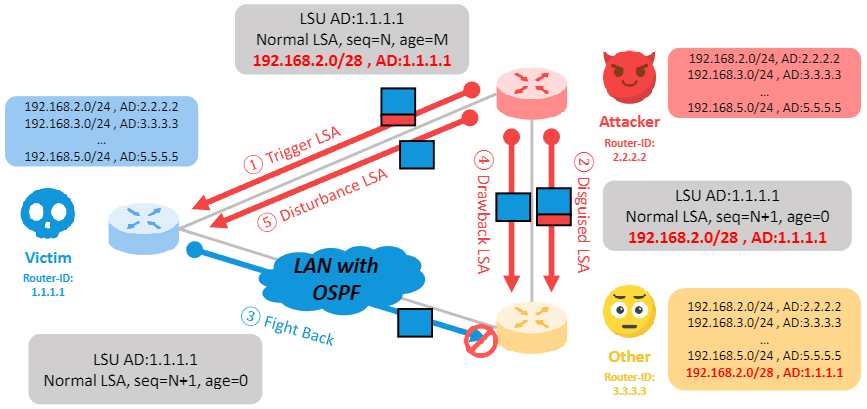 LSU AD:1.1.1.1
Normal LSA, seq=N, age=M
192.168.2.0/28 , AD:1.1.1.1
192.168.2.0/24, AD:2.2.2.2
192.168.3.0/24, AD:3.3.3.3
...
192.168.5.0/24, AD:5.5.5.5
Attacker
Router-ID:
2.2.2.2
192.168.2.0/24 , AD:2.2.2.2
192.168.3.0/24 , AD:3.3.3.3
...
192.168.5.0/24 , AD:5.5.5.5
① Trigger LSA
⑤ Disturbance LSA
④ Drawback LSA
② Disguised LSA
LSU AD:1.1.1.1
Normal LSA, seq=N+1, age=0
192.168.2.0/28 , AD:1.1.1.1
Victim
Router-ID:
1.1.1.1
LAN with
OSPF
③ Fight Back
LSU AD:1.1.1.1
Normal LSA, seq=N+1, age=0
Other
Router-ID:
3.3.3.3
192.168.2.0/24 , AD:2.2.2.2
192.168.3.0/24 , AD:3.3.3.3
...
192.168.5.0/24 , AD:5.5.5.5
192.168.2.0/28 , AD:1.1.1.1